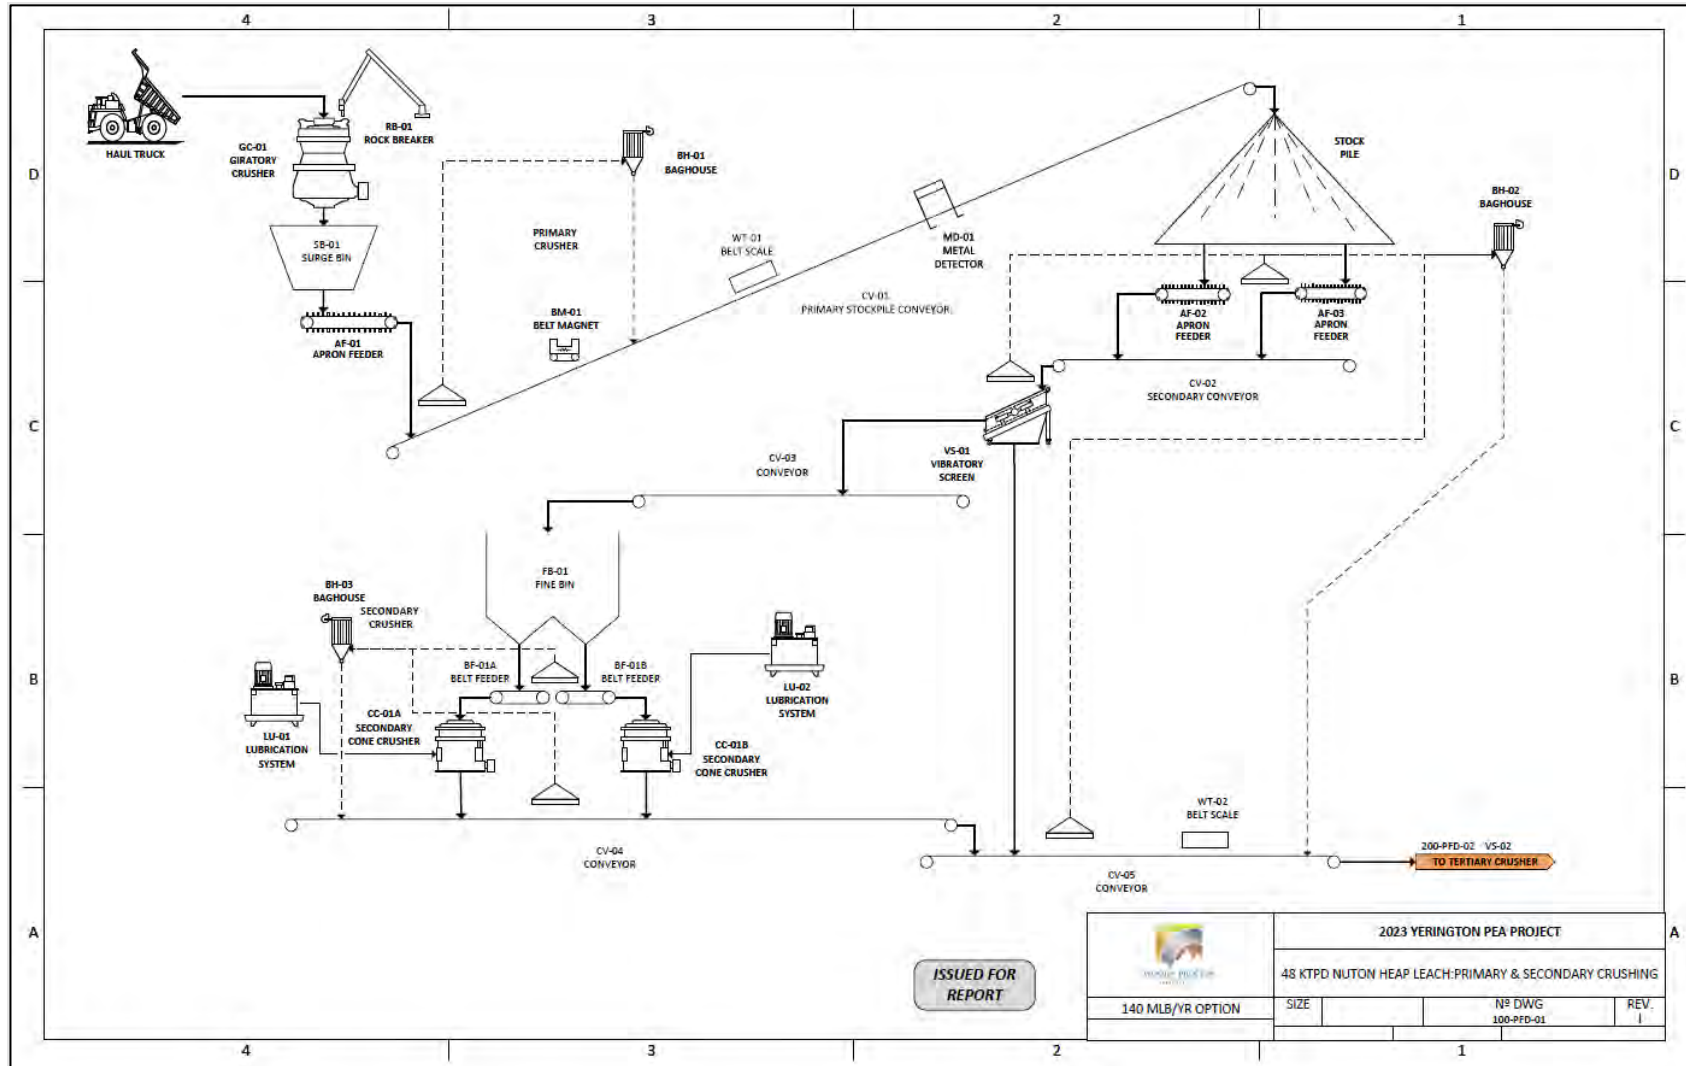 4 3 2 1
HAUL TRUCK
RB-01
ROCK BREAKER
GC-01
GIRATORY
CRUSHER
SB-01
SURGE BIN
AF-01
APRON FEEDER
BH-01
BAGHOUSE
PRIMARY
CRUSHER
WT-01
BELT SCALE
BM-01
BELT MAGNET
MD-01
METAL
DETECTOR
CV-01
PRIMARY STOCKPILE CONVEYOR
STOCK
PILE
BH-02
BAGHOUSE
AF-02
APRON
FEEDER
AF-03
APRON
FEEDER
CV-02
SECONDARY CONVEYOR
VS-01
VIBRATORY
SCREEN
CV-03
CONVEYOR
FB-01
FINE BIN
BH-03
BAGHOUSE
SECONDARY
CRUSHER
BF-01A
BELT FEEDER
BF-01B
BELT FEEDER
LU-02
LUBRICATION
SYSTEM
LU-01
LUBRICATION
SYSTEM
CC-01A
SECONDARY
CONE CRUSHER
CC-01B
SECONDARY
CONE CRUSHER
CV-04
CONVEYOR
WT-02
BELT SCALE
CV-05
CONVEYOR
200-PFD-02 VS-02
TO TERTIARY CRUSHER
D D
C C
B B
A A
ISSUED FOR
REPORT
2023 YERINGTON PEA PROJECT
48 KTPD NUTON HEAP LEACH:PRIMARY & SECONDARY CRUSHING
140 MLB/YR OPTION
SIZE
Nº DWG
100-PFD-01
REV.
I
4 3 2 1